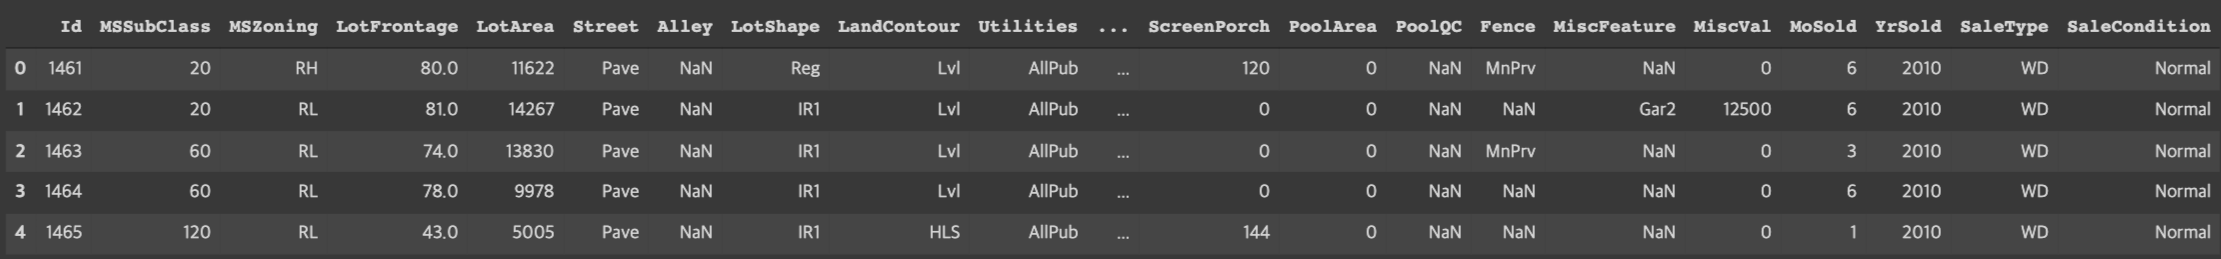 Id MSSubClass MSZoning LotFrontage LotArea Street Alley LotShape LandContour Utilities ... ScreenPorch PoolArea PoolQC Fence MiscFeature MiscVal MoSold YrSold SaleType SaleCondition
0 1461 20 RH 80.0 11622 Pave NaN Reg Lvl AllPub ... 120 0 NaN MnPrv NaN 0 6 2010 WD Normal
1 1462 20 RL 81.0 14267 Pave NaN IR1 Lvl AllPub ... 0 0 NaN NaN Gar2 12500 6 2010 WD Normal
2 1463 60 RL 74.0 13830 Pave NaN IR1 Lvl AllPub ... 0 0 NaN MnPrv NaN 0 3 2010 WD Normal
3 1464 60 RL 78.0 9978 Pave NaN IR1 Lvl AllPub ... 0 0 NaN NaN NaN 0 6 2010 WD Normal
4 1465 120 RL 43.0 5005 Pave NaN IR1 HLS AllPub ... 144 0 NaN NaN NaN 0 1 2010 WD Normal